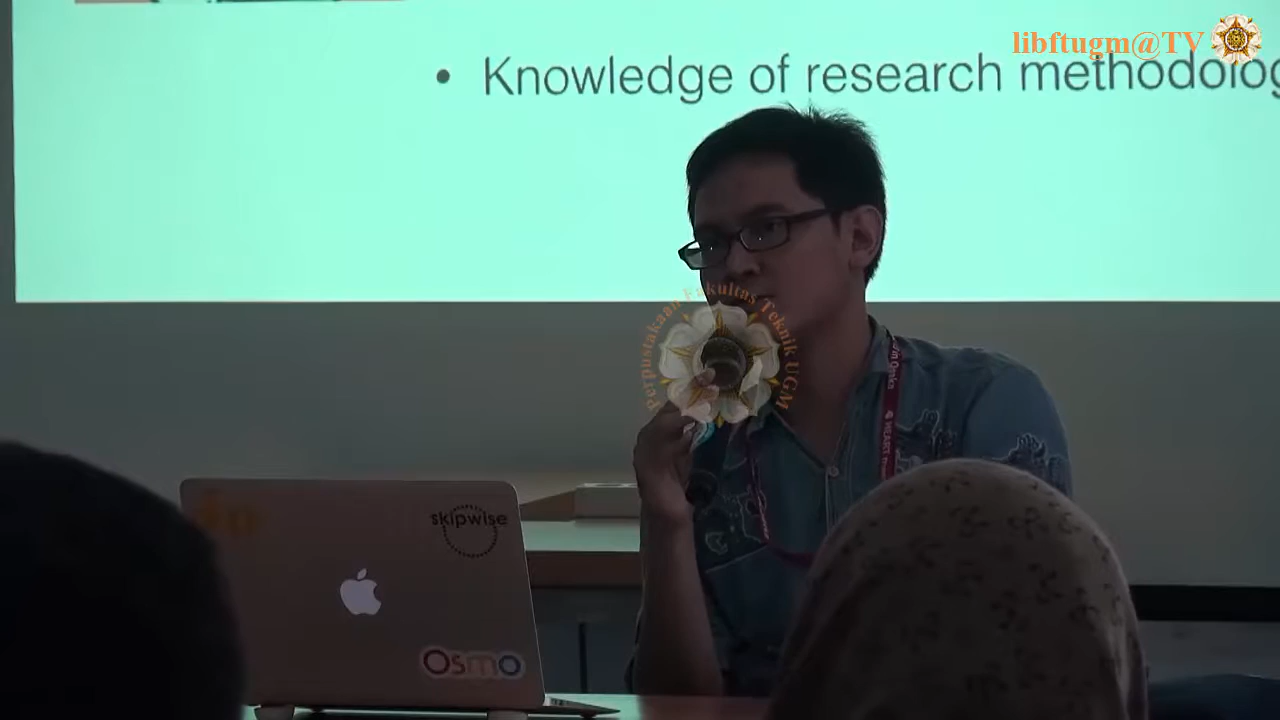 libftugm@TV
• Knowledge of research methodolog
Perpustakaan Fakultas Teknik UGM
skipwise
Osmo